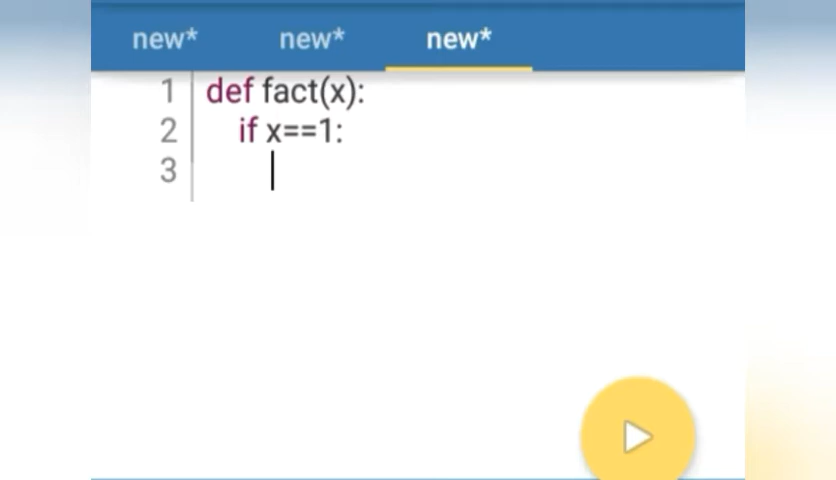 new* new* new*
1 def fact(x):
2 if x==1:
3